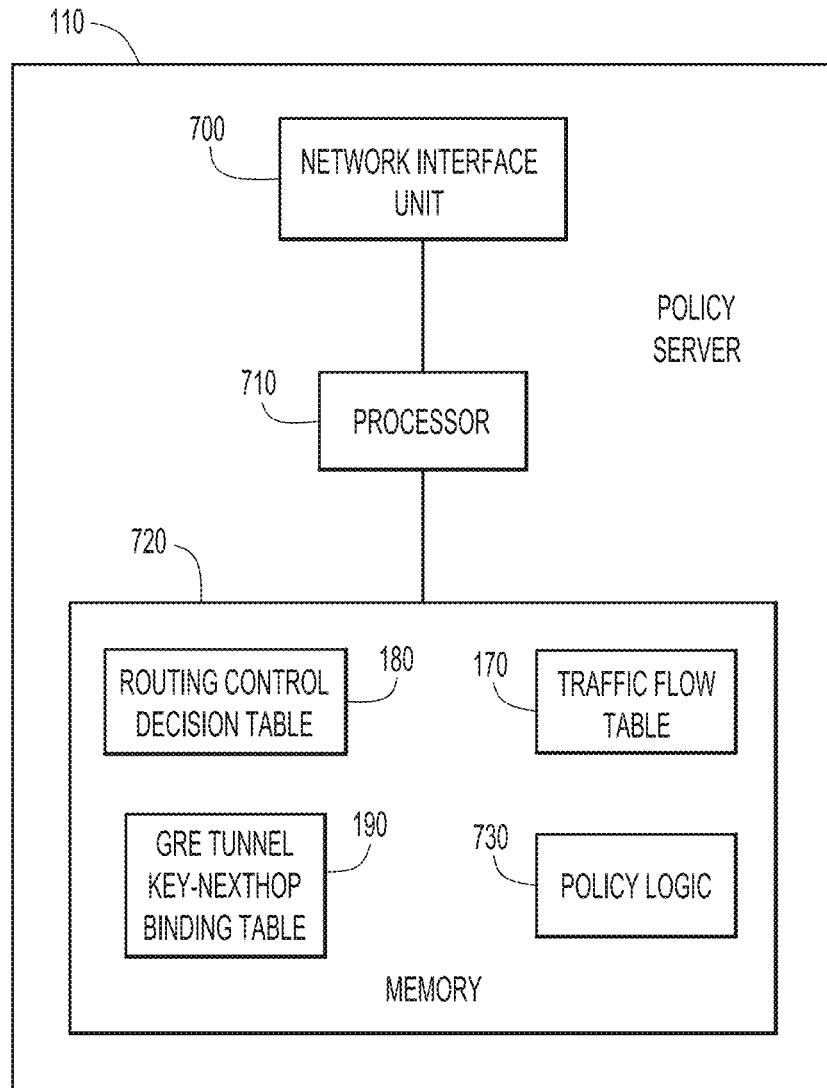 110
700
NETWORK INTERFACE
UNIT
POLICY
SERVER
710
PROCESSOR
720
ROUTING CONTROL
DECISION TABLE
180
170
TRAFFIC FLOW
TABLE
GRE TUNNEL
KEY-NEXTHOP
BINDING TABLE
190
730
POLICY LOGIC
MEMORY